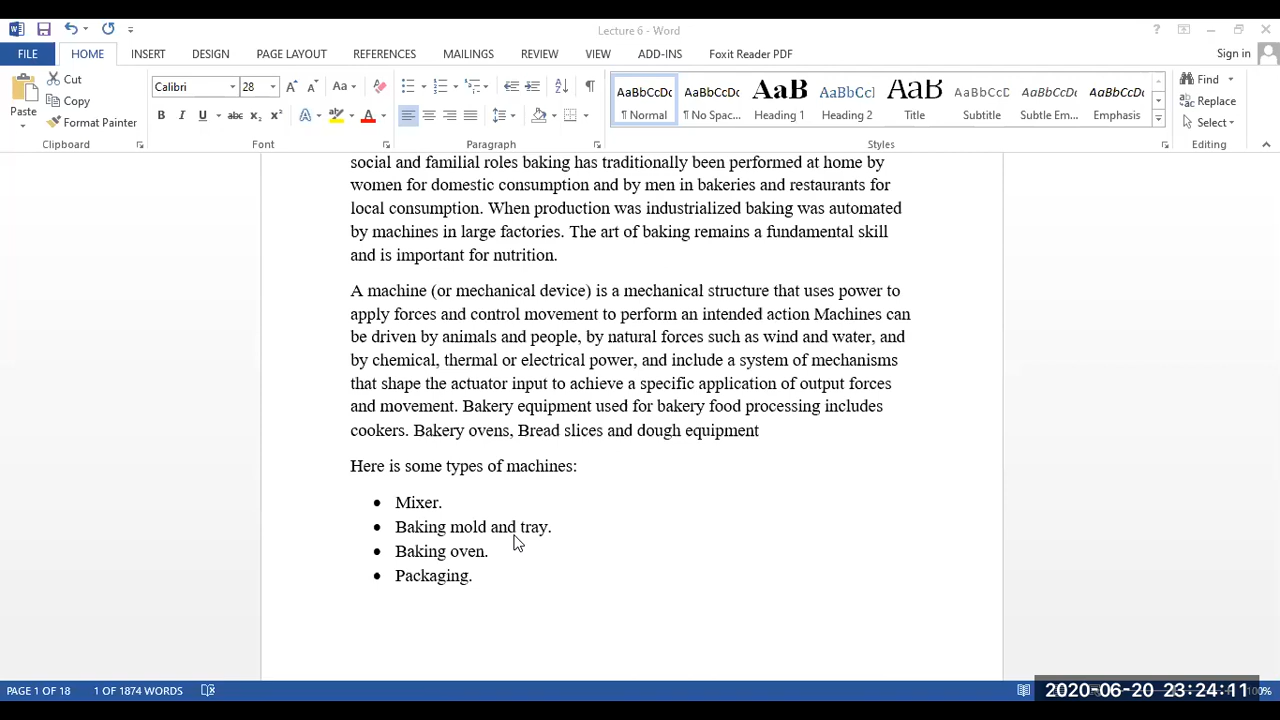 Lecture 6 - Word
?
FILE HOME INSERT DESIGN PAGE LAYOUT REFERENCES MAILINGS REVIEW VIEW ADD-INS Foxit Reader PDF Sign in
Paste
Cut
Copy
Format Painter
Clipboard
Calibri 28
Font
Paragraph
AaBbCcDc AaBbCcDc AaB AaBbCcI AaB AaBbCcD AaBbCcDc AaBbCcDc
¶ Normal ¶ No Spac... Heading 1 Heading 2 Title Subtitle Subtle Em... Emphasis
Styles
Find
Replace
Select
Editing
social and familial roles baking has traditionally been performed at home by
women for domestic consumption and by men in bakeries and restaurants for
local consumption. When production was industrialized baking was automated
by machines in large factories. The art of baking remains a fundamental skill
and is important for nutrition.
A machine (or mechanical device) is a mechanical structure that uses power to
apply forces and control movement to perform an intended action Machines can
be driven by animals and people, by natural forces such as wind and water, and
by chemical, thermal or electrical power, and include a system of mechanisms
that shape the actuator input to achieve a specific application of output forces
and movement. Bakery equipment used for bakery food processing includes
cookers. Bakery ovens, Bread slices and dough equipment
Here is some types of machines:
• Mixer.
• Baking mold and tray.
• Baking oven.
• Packaging.
PAGE 1 OF 18 1 OF 1874 WORDS 2020-06-20 23:24:11 100%